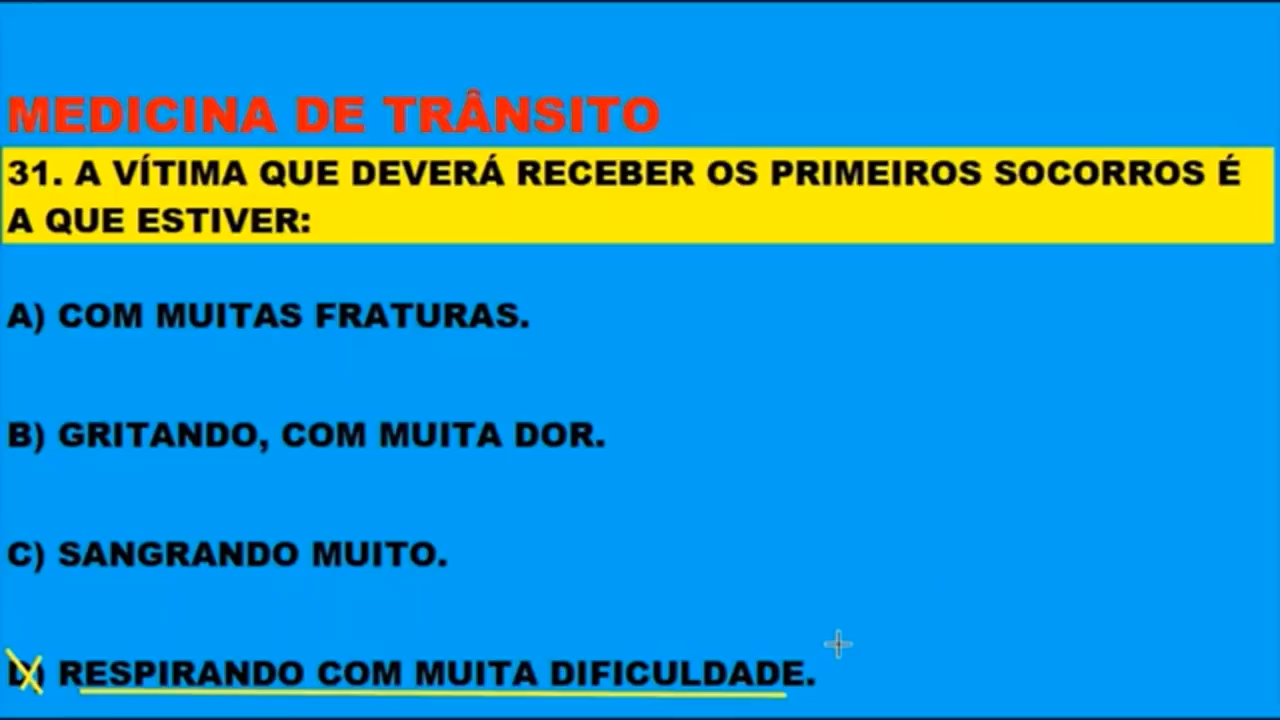 MEDICINA DE TRÂNSITO
31. A VÍTIMA QUE DEVERÁ RECEBER OS PRIMEIROS SOCORROS É
A QUE ESTIVER:
A) COM MUITAS FRATURAS.
B) GRITANDO, COM MUITA DOR.
C) SANGRANDO MUITO.
D) RESPIRANDO COM MUITA DIFICULDADE.